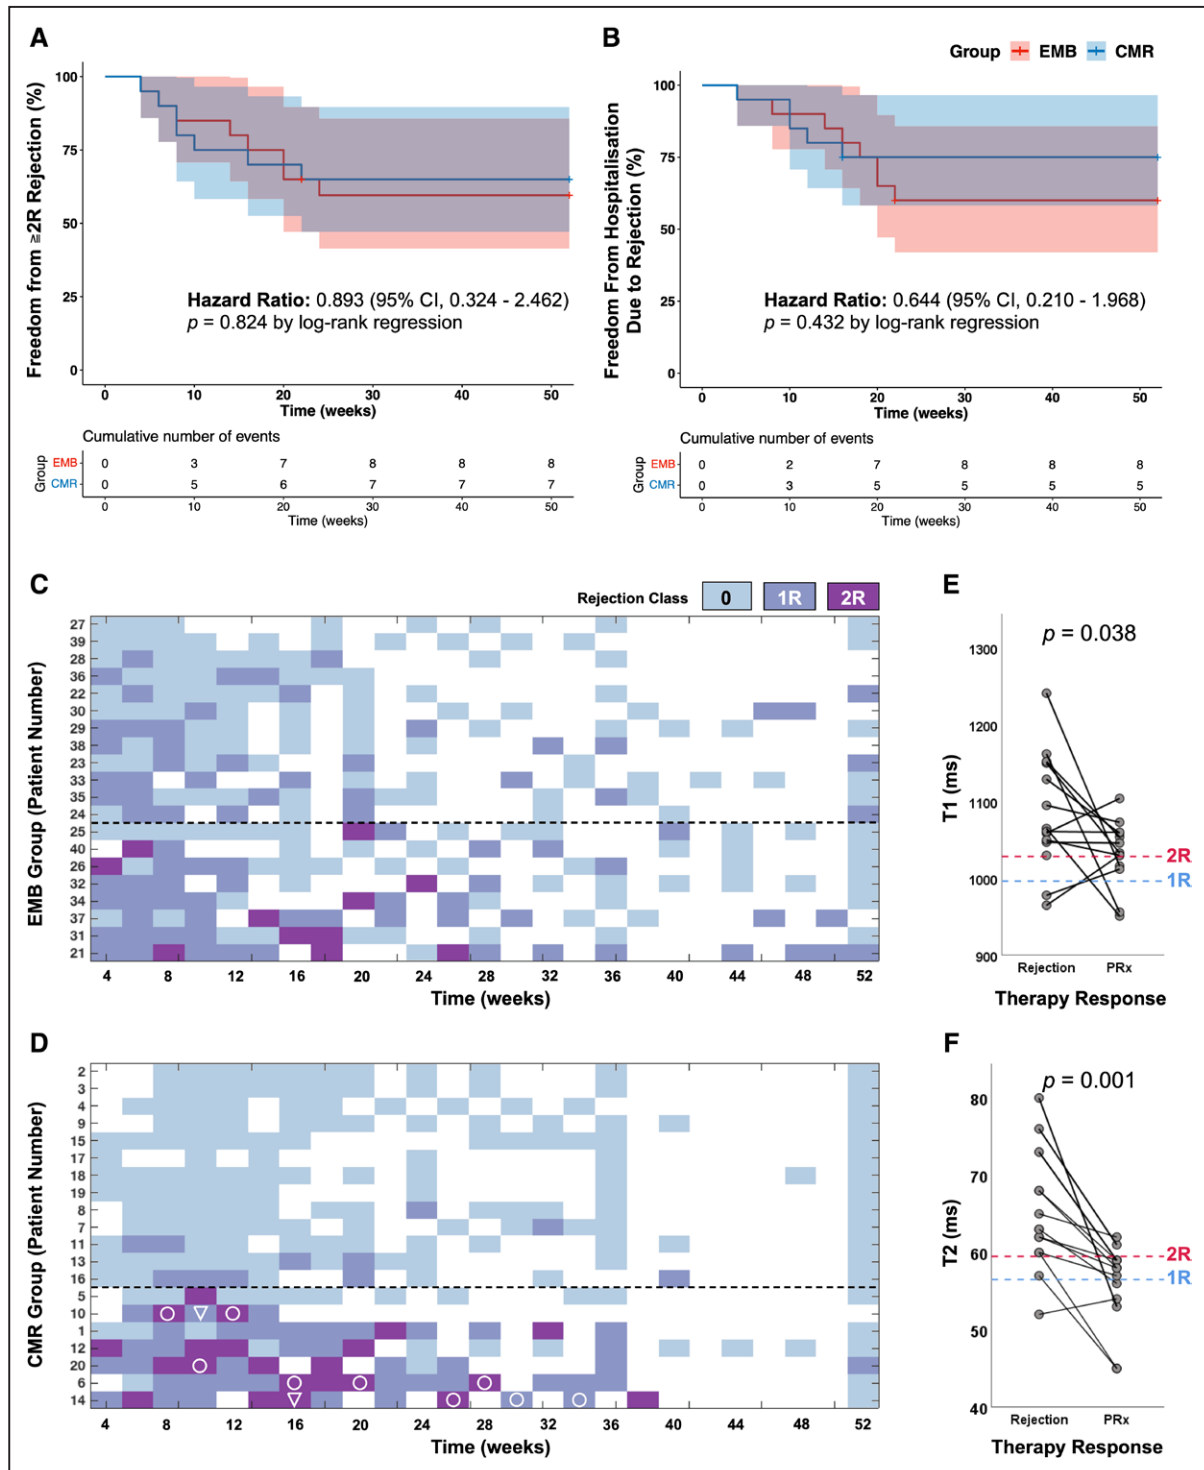 A
B
Group EMB CMR
Freedom from ≥2R Rejection (%)
100
75
50
25
0
Hazard Ratio: 0.893 (95% CI, 0.324 - 2.462)
p = 0.824 by log-rank regression
0 10 20 30 40 50
Time (weeks)
Cumulative number of events
Group
EMB 0 3 7 8 8 8
CMR 0 5 6 7 7 7
0 10 20 30 40 50
Time (weeks)
Freedom From Hospitalisation
Due to Rejection (%)
100
75
50
25
0
Hazard Ratio: 0.644 (95% CI, 0.210 - 1.968)
p = 0.432 by log-rank regression
0 10 20 30 40 50
Time (weeks)
Cumulative number of events
Group
EMB 0 2 7 8 8 8
CMR 0 3 5 5 5 5
0 10 20 30 40 50
Time (weeks)
C
Rejection Class 0 1R 2R
EMB Group (Patient Number)
27
39
28
36
22
30
29
38
23
33
35
24
25
40
26
32
34
37
31
21
4 8 12 16 20 24 28 32 36 40 44 48 52
Time (weeks)
E
p = 0.038
T1 (ms)
1300
1200
1100
1000
900
2R
1R
Rejection PRx
Therapy Response
D
CMR Group (Patient Number)
2
3
4
9
15
17
18
19
8
7
11
13
16
5
10
1
12
20
6
14
4 8 12 16 20 24 28 32 36 40 44 48 52
Time (weeks)
F
p = 0.001
T2 (ms)
80
70
60
50
40
2R
1R
Rejection PRx
Therapy Response